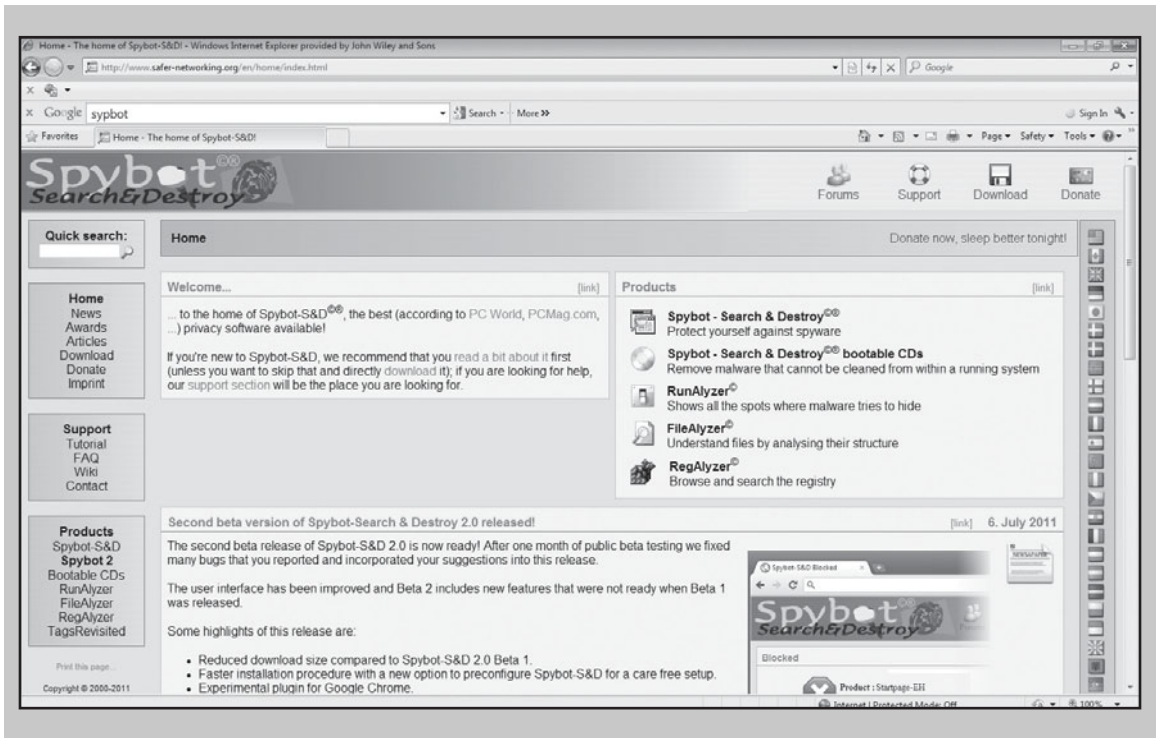 Home - The home of Spybot-S&D! - Windows Internet Explorer provided by John Wiley and Sons
http://www.safer-networking.org/en/home/index.html
Google
Google sypbot Search More »
Sign In
Favorites Home - The home of Spybot-S&D!
Page Safety Tools
Spybot©®
Search&Destroy
Forums Support Download Donate
Quick search:
Home
Donate now, sleep better tonight!
Home
News
Awards
Articles
Download
Donate
Imprint
Support
Tutorial
FAQ
Wiki
Contact
Products
Spybot-S&D
Spybot 2
Bootable CDs
RunAlyzer
FileAlyzer
RegAlyzer
TagsRevisited
Print this page...
Copyright © 2000-2011
Welcome... [link]
... to the home of Spybot-S&D©®, the best (according to PC World, PCMag.com,
...) privacy software available!
If you're new to Spybot-S&D, we recommend that you read a bit about it first
(unless you want to skip that and directly download it); if you are looking for help,
our support section will be the place you are looking for.
Products [link]
Spybot - Search & Destroy©®
Protect yourself against spyware
Spybot - Search & Destroy©® bootable CDs
Remove malware that cannot be cleaned from within a running system
RunAlyzer©
Shows all the spots where malware tries to hide
FileAlyzer©
Understand files by analysing their structure
RegAlyzer©
Browse and search the registry
Second beta version of Spybot-Search & Destroy 2.0 released! [link] 6. July 2011
The second beta release of Spybot-S&D 2.0 is now ready! After one month of public beta testing we fixed
many bugs that you reported and incorporated your suggestions into this release.
The user interface has been improved and Beta 2 includes new features that were not ready when Beta 1
was released.
Some highlights of this release are:
• Reduced download size compared to Spybot-S&D 2.0 Beta 1.
• Faster installation procedure with a new option to preconfigure Spybot-S&D for a care free setup.
• Experimental plugin for Google Chrome.
Spybot-S&D Blocked
Spybot
Search&Destroy
Blocked
Product : Startpage-EH
Internet | Protected Mode: Off
100%